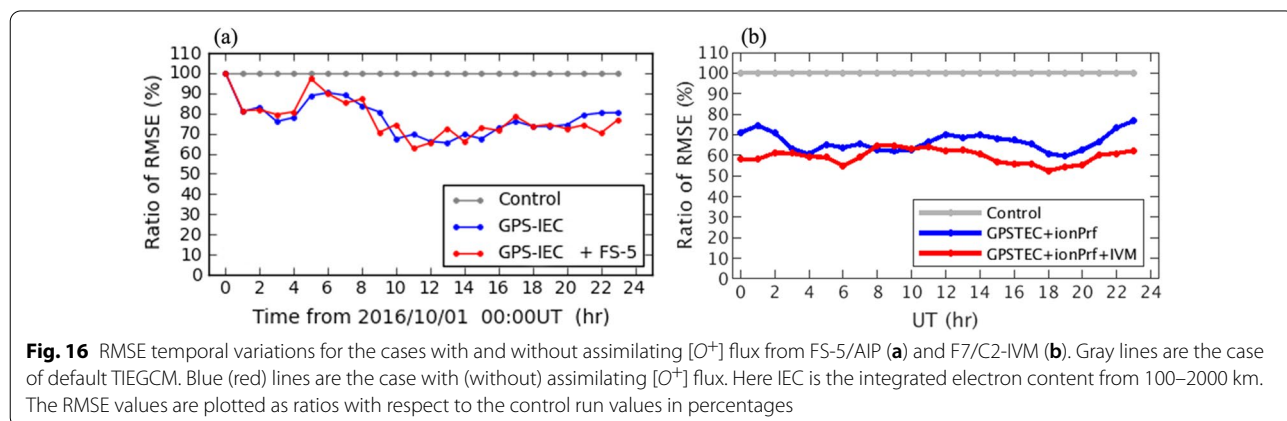 (a)
Ratio of RMSE (%)
110
100
90
80
70
60
50
40
30
20
10
0
Control
GPS-IEC
GPS-IEC + FS-5
0 2 4 6 8 10 12 14 16 18 20 22 24
Time from 2016/10/01 00:00UT (hr)
(b)
Ratio of RMSE (%)
110
100
90
80
70
60
50
40
30
20
10
0
Control
GPSTEC+ionPrf
GPSTEC+ionPrf+IVM
0 2 4 6 8 10 12 14 16 18 20 22 24
UT (hr)
Fig. 16 RMSE temporal variations for the cases with and without assimilating [O⁺] flux from FS-5/AIP (a) and F7/C2-IVM (b). Gray lines are the case
of default TIEGCM. Blue (red) lines are the case with (without) assimilating [O⁺] flux. Here IEC is the integrated electron content from 100–2000 km.
The RMSE values are plotted as ratios with respect to the control run values in percentages